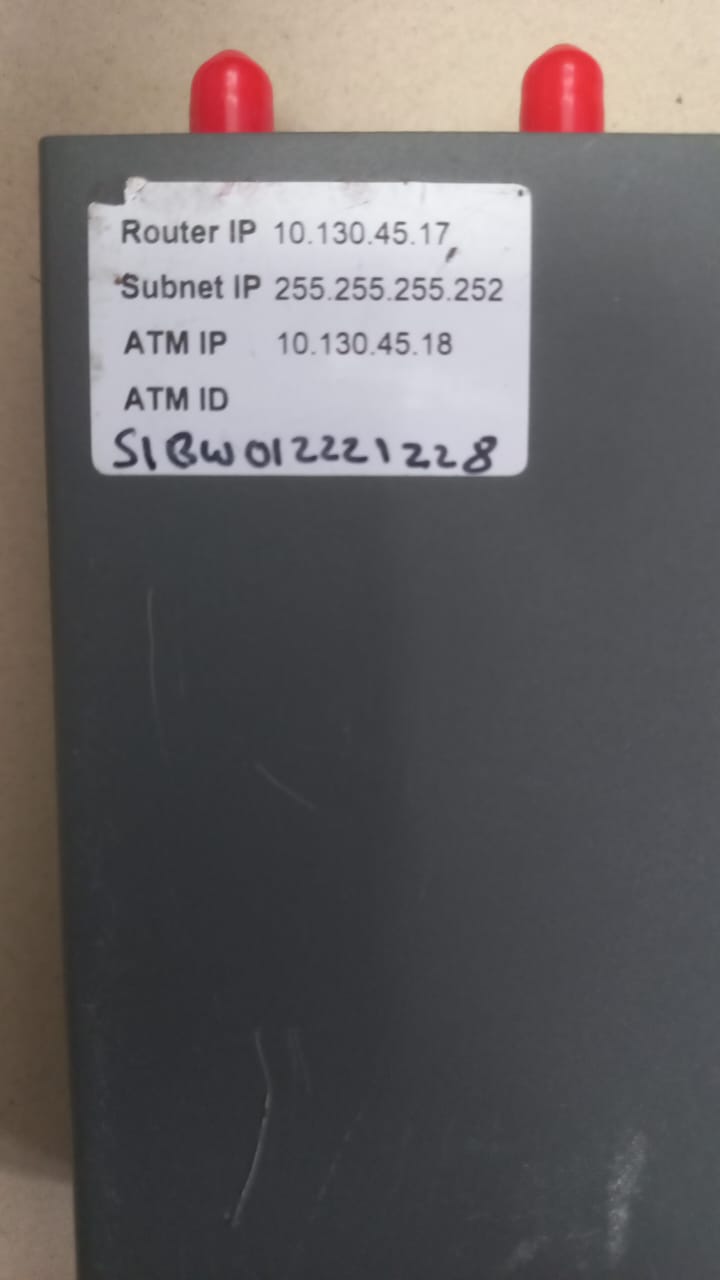 Router IP 10.130.45.17
Subnet IP 255.255.255.252
ATM IP 10.130.45.18
ATM ID
S1BW012221228